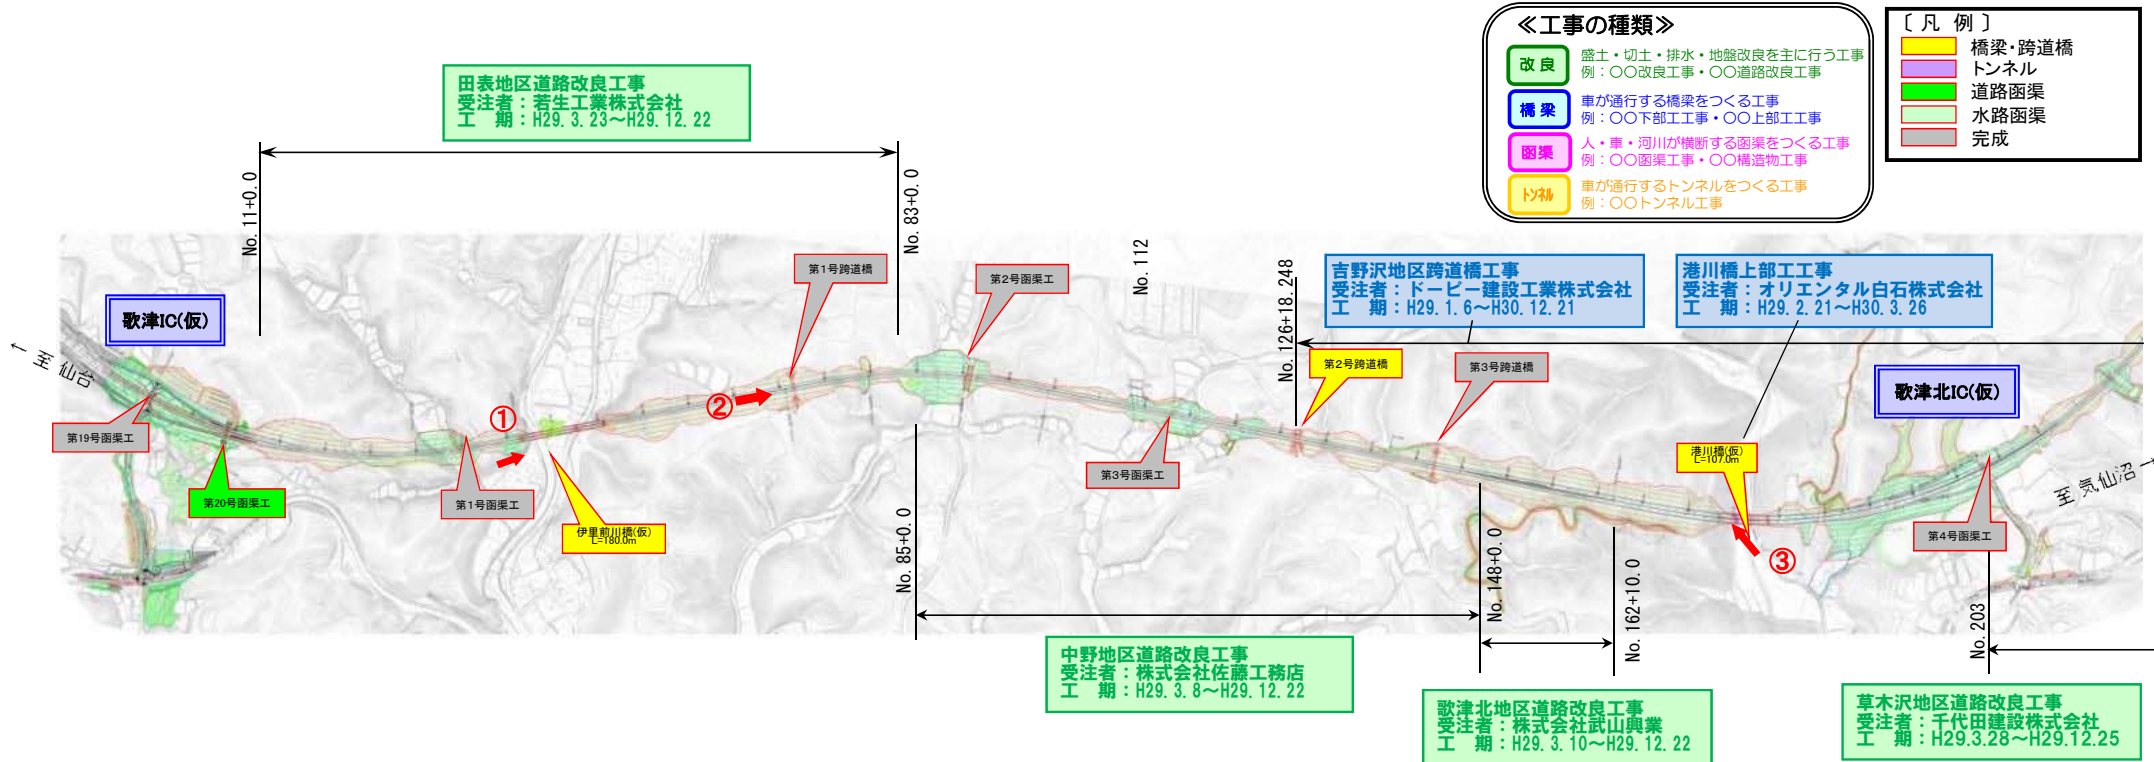 ≪工事の種類≫
改 良
盛土・切土・排水・地盤改良を主に行う工事
例：〇〇改良工事・〇〇道路改良工事
橋 梁
車が通行する橋梁をつくる工事
例：〇〇下部工工事・〇〇上部工工事
函渠
人・車・河川が横断する函渠をつくる工事
例：〇〇函渠工事・〇〇構造物工事
トンネル
車が通行するトンネルをつくる工事
例：〇〇トンネル工事
〔 凡 例 〕
橋梁・跨道橋
トンネル
道路函渠
水路函渠
完成
田表地区道路改良工事
受注者：若生工業株式会社
工 期：H29.3.23～H29.12.22
No.11+0.0
No.83+0.0
No.112
No.126+18.248
吉野沢地区跨道橋工事
受注者：ドーピー建設工業株式会社
工 期：H29.1.6～H30.12.21
港川橋上部工工事
受注者：オリエンタル白石株式会社
工 期：H29.2.21～H30.3.26
歌津IC(仮)
第1号跨道橋
第2号函渠工
第2号跨道橋
第3号跨道橋
歌津北IC(仮)
← 至 仙台
第19号函渠工
第20号函渠工
①
第1号函渠工
伊里前川橋(仮)
L=180.0m
②
第3号函渠工
港川橋(仮)
L=107.0m
③
第4号函渠工
至 気仙沼 →
No.85+0.0
No.148+0.0
No.162+10.0
No.203
中野地区道路改良工事
受注者：株式会社佐藤工務店
工 期：H29.3.8～H29.12.22
歌津北地区道路改良工事
受注者：株式会社武山興業
工 期：H29.3.10～H29.12.22
草木沢地区道路改良工事
受注者：千代田建設株式会社
工 期：H29.3.28～H29.12.25